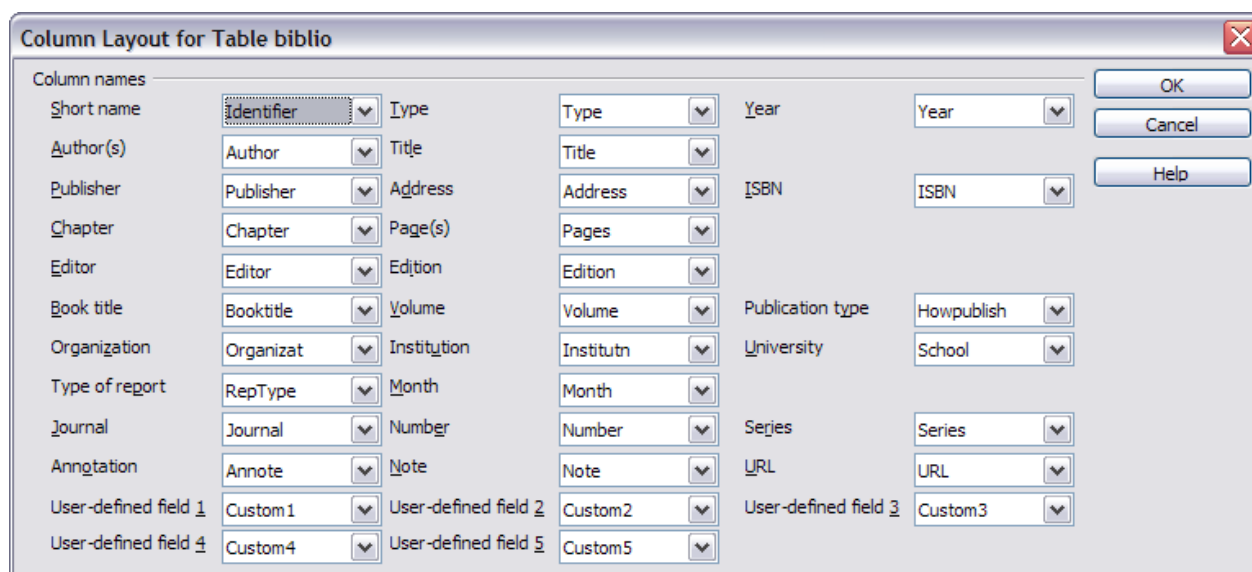 Column Layout for Table biblio
Column names
OK
Short name Identifier Type Type Year Year
Cancel
Author(s) Author Title Title
Help
Publisher Publisher Address Address ISBN ISBN
Chapter Chapter Page(s) Pages
Editor Editor Edition Edition
Book title Booktitle Volume Volume Publication type Howpublish
Organization Organizat Institution Institutn University School
Type of report RepType Month Month
Journal Journal Number Number Series Series
Annotation Annote Note Note URL URL
User-defined field 1 Custom1 User-defined field 2 Custom2 User-defined field 3 Custom3
User-defined field 4 Custom4 User-defined field 5 Custom5